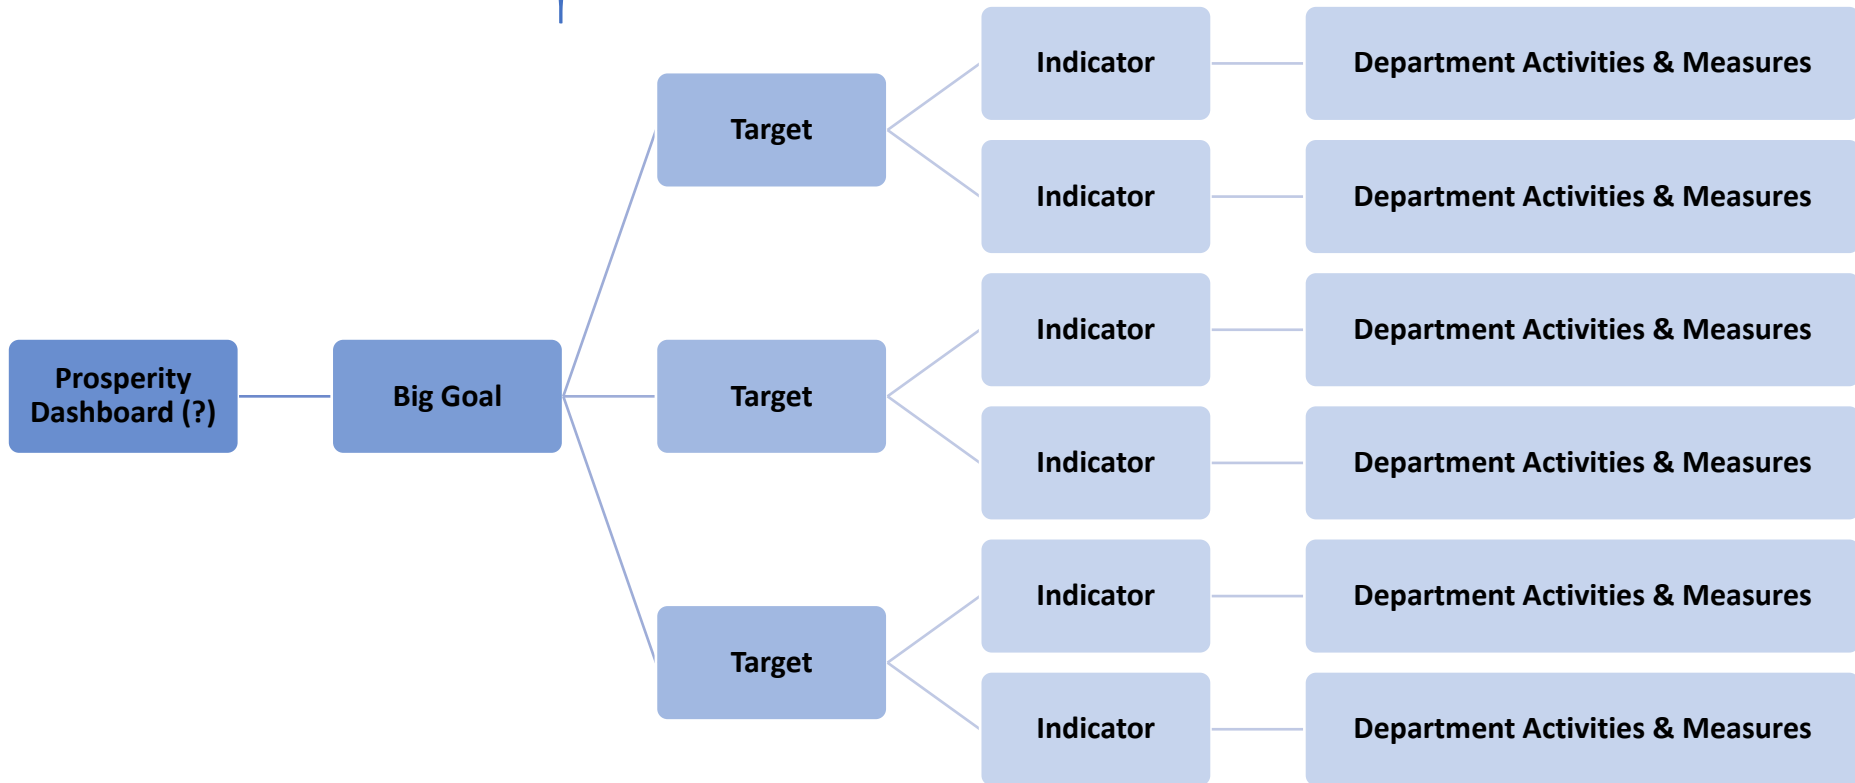 Prosperity
Dashboard (?)
Big Goal
Target
Indicator
Department Activities & Measures
Indicator
Department Activities & Measures
Target
Indicator
Department Activities & Measures
Indicator
Department Activities & Measures
Target
Indicator
Department Activities & Measures
Indicator
Department Activities & Measures